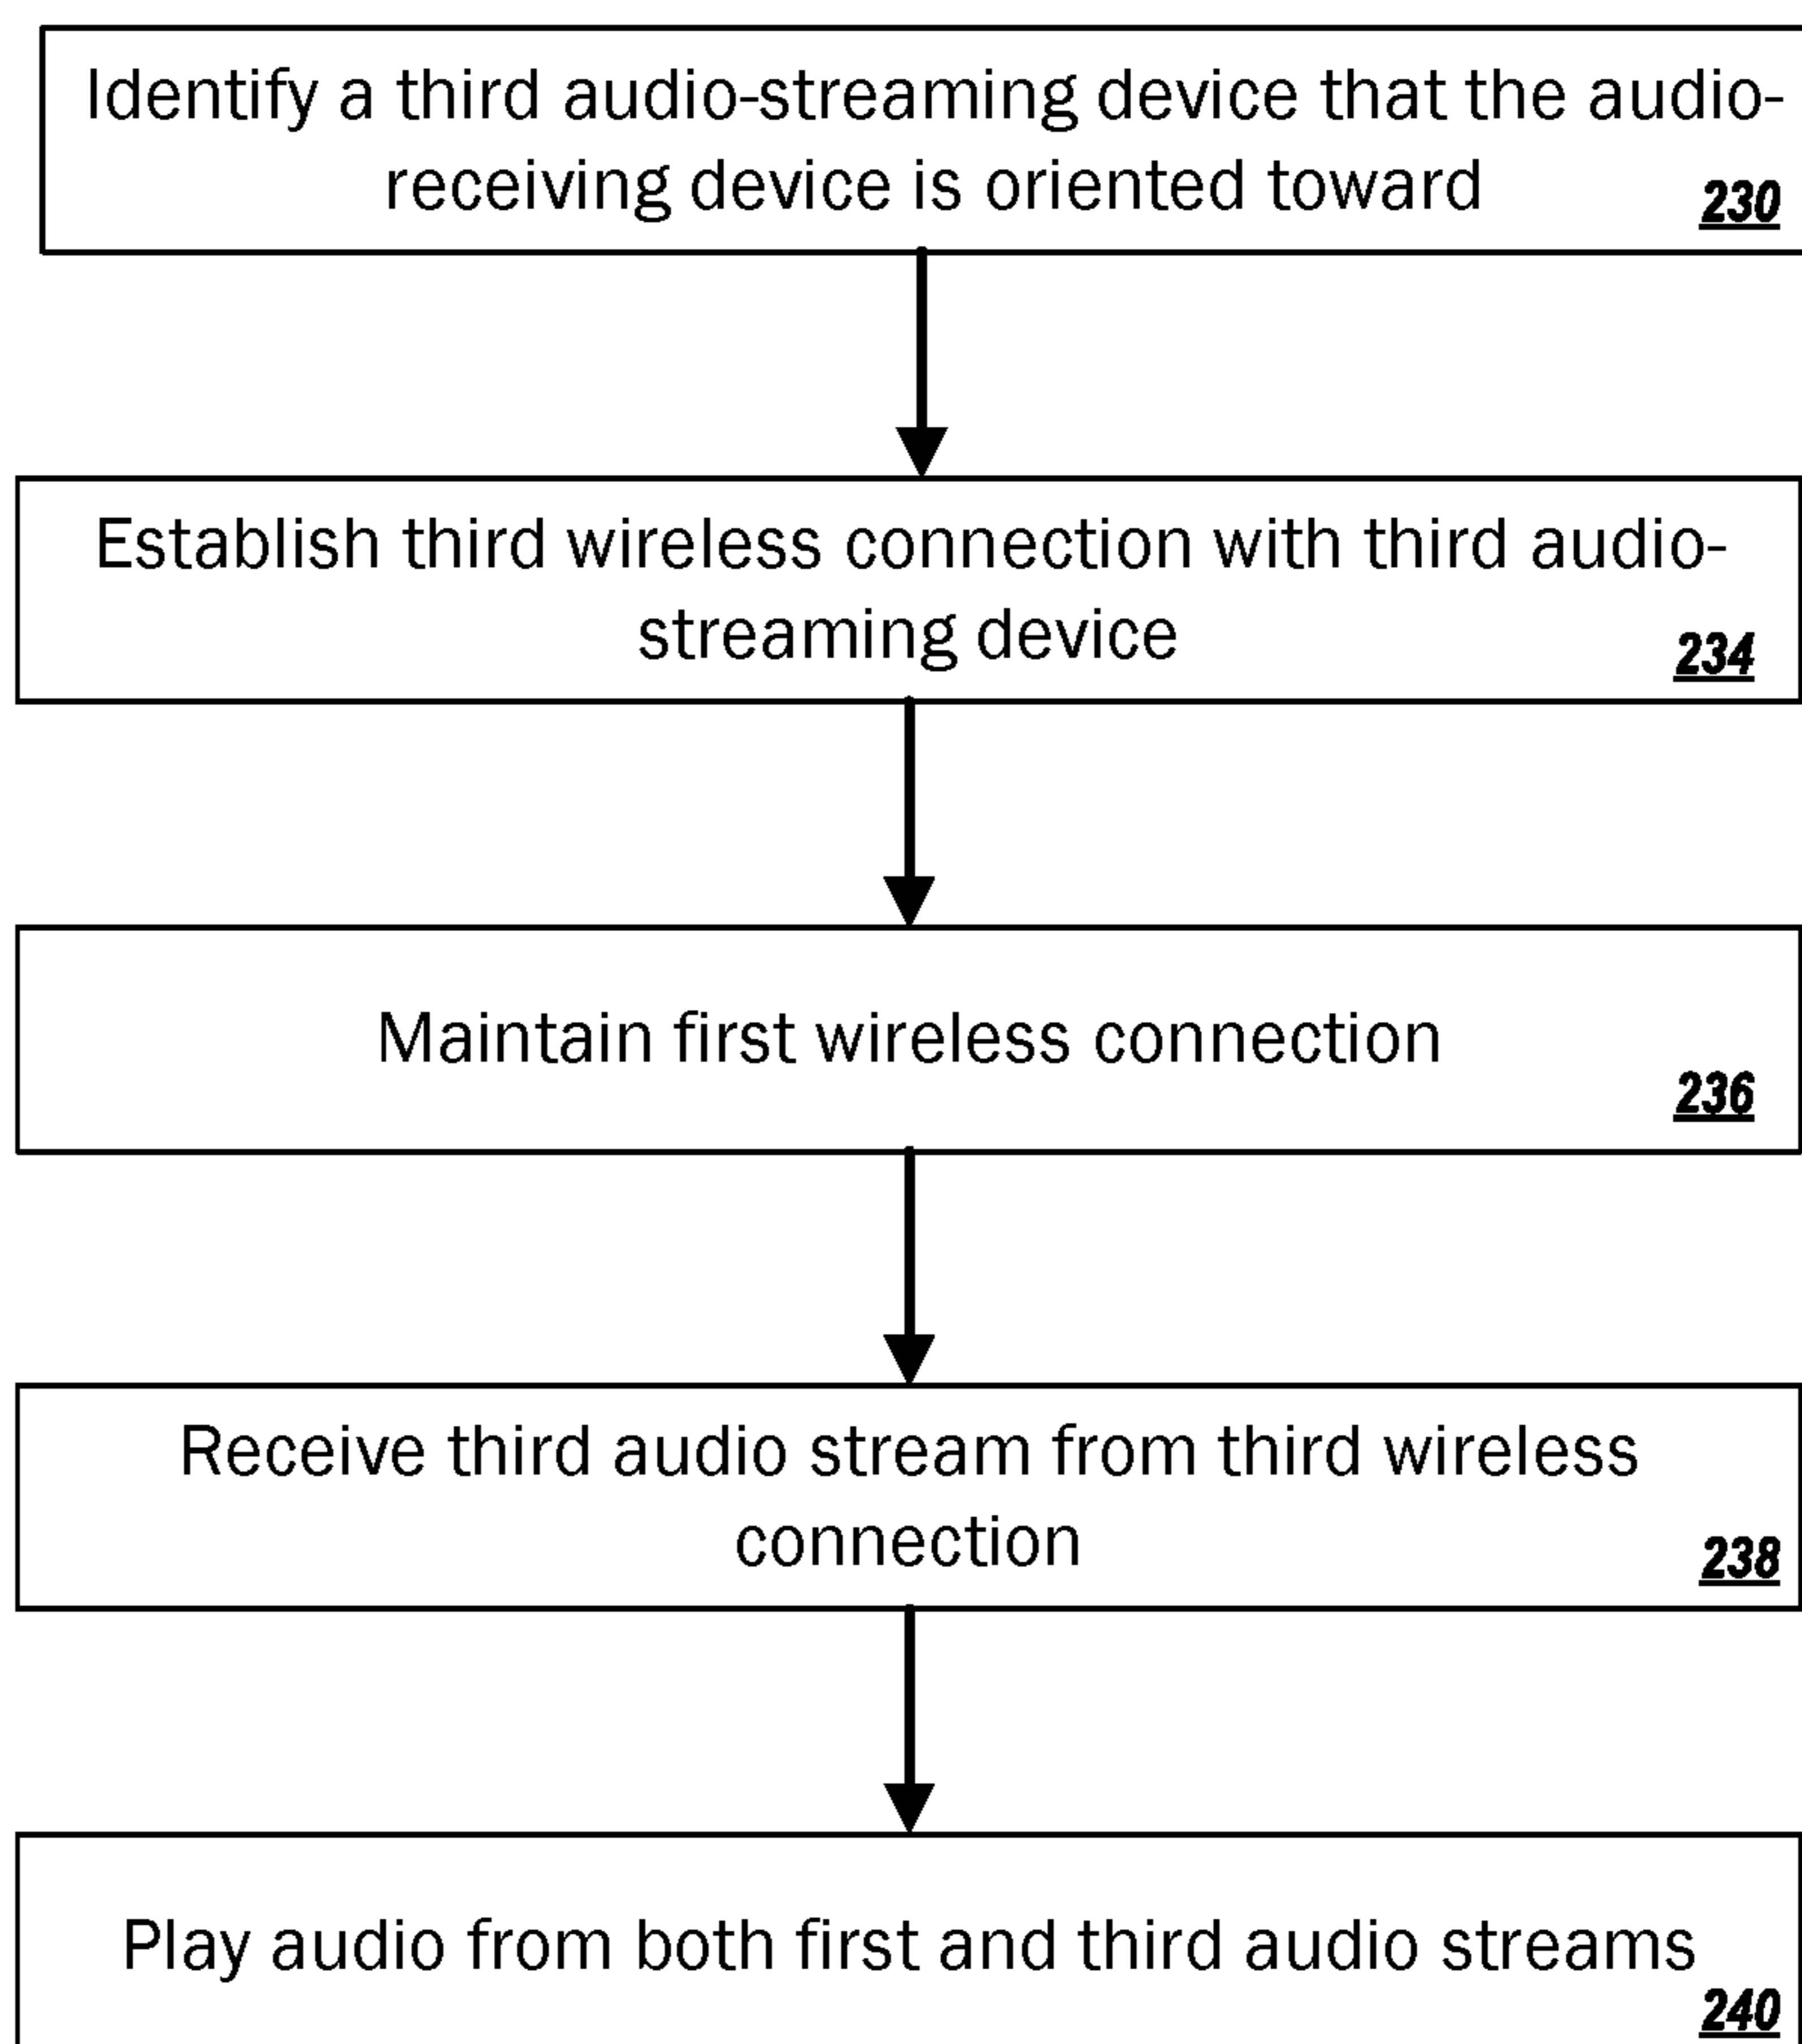 Identify a third audio-streaming device that the audio-
receiving device is oriented toward
230
Establish third wireless connection with third audio-
streaming device
234
Maintain first wireless connection
236
Receive third audio stream from third wireless
connection
238
Play audio from both first and third audio streams
240